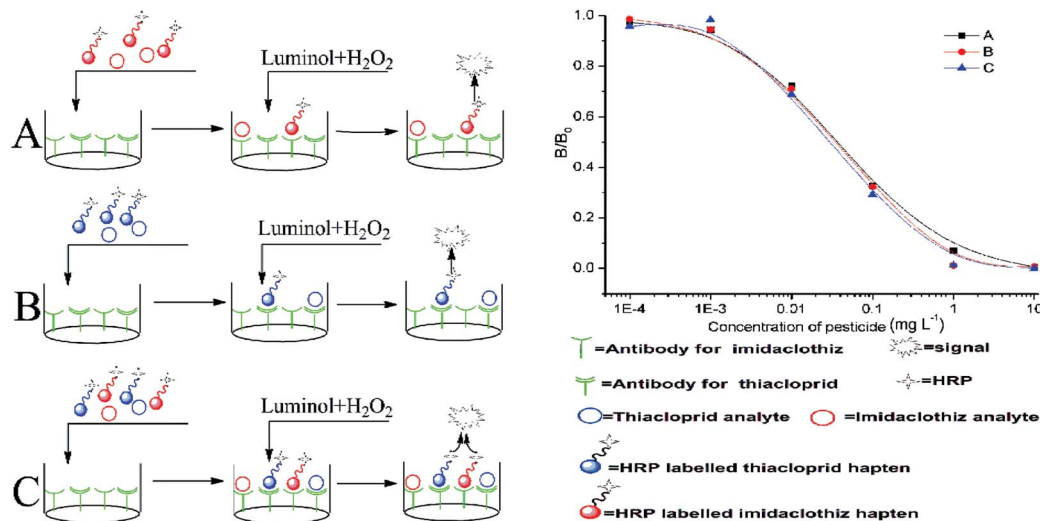 A
Luminol+H₂O₂
B
Luminol+H₂O₂
C
Luminol+H₂O₂
B/B₀
1.0
0.8
0.6
0.4
0.2
0.0
A
B
C
1E-4 1E-3 0.01 0.1 1 10
Concentration of pesticide (mg L⁻¹)
=Antibody for imidaclothiz =signal
=Antibody for thiacloprid =HRP
=Thiacloprid analyte =Imidaclothiz analyte
=HRP labelled thiacloprid hapten
=HRP labelled imidaclothiz hapten